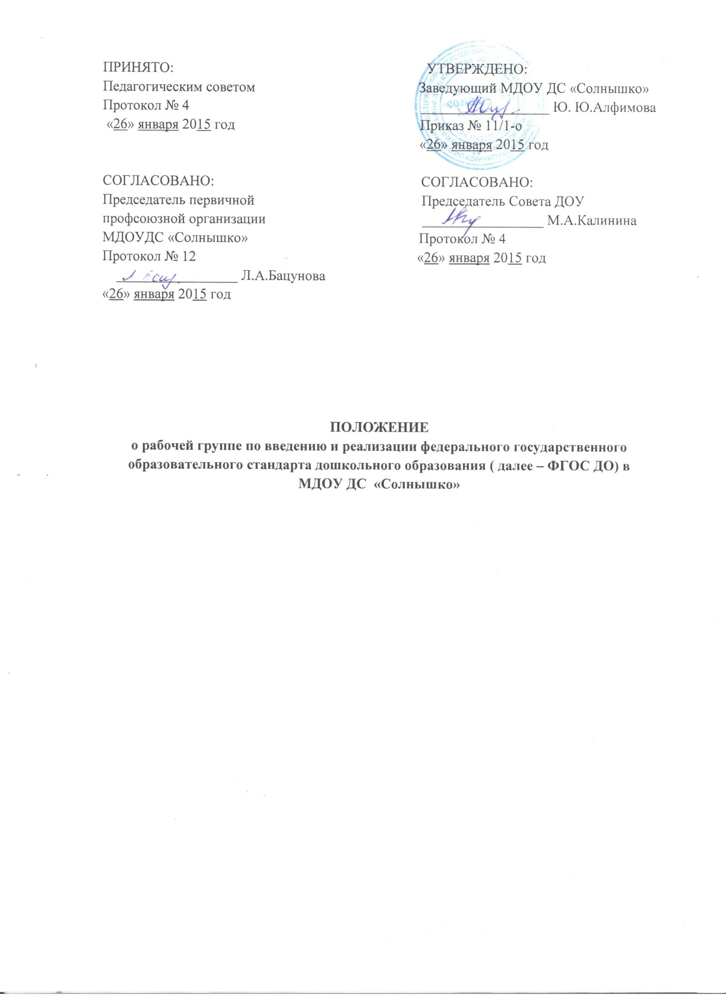 ПРИНЯТО:
Педагогическим советом
Протокол № 4
«26» января 2015 год
УТВЕРЖДЕНО:
Заведующий МДОУ ДС «Солнышко»
____________________ Ю. Ю.Алфимова
Приказ № 11/1-о
«26» января 2015 год
СОГЛАСОВАНО:
Председатель первичной
профсоюзной организации
МДОУДС «Солнышко»
Протокол № 12
____________________ Л.А.Бацунова
«26» января 2015 год
СОГЛАСОВАНО:
Председатель Совета ДОУ
____________________ М.А.Калинина
Протокол № 4
«26» января 2015 год
ПОЛОЖЕНИЕ
о рабочей группе по введению и реализации федерального государственного
образовательного стандарта дошкольного образования ( далее – ФГОС ДО) в
МДОУ ДС «Солнышко»